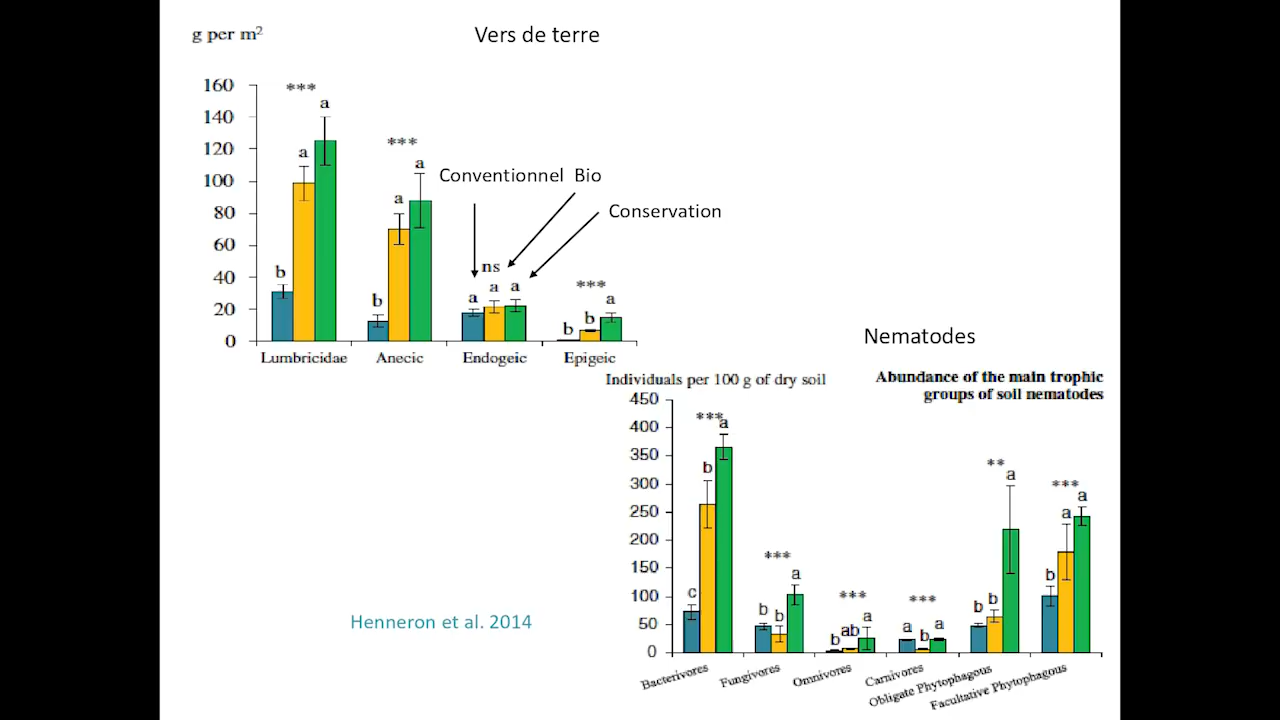 g per m²
Vers de terre
160
140
120
100
80
60
40
20
0
***
a
a
b
***
a
a
b
Conventionnel Bio
Conservation
ns
a a a
***
a
b b
Lumbricidae Anecic Endogeic Epigeic
Nematodes
Individuals per 100 g of dry soil
Abundance of the main trophic
groups of soil nematodes
450
400
350
300
250
200
150
100
50
0
***
a
b
c
***
a
b b
***
a
ab
b
***
a b a
**
a
b b
***
a
a
b
Bacterivores Fungivores Omnivores Carnivores Obligate Phytophagous Facultative Phytophagous
Henneron et al. 2014